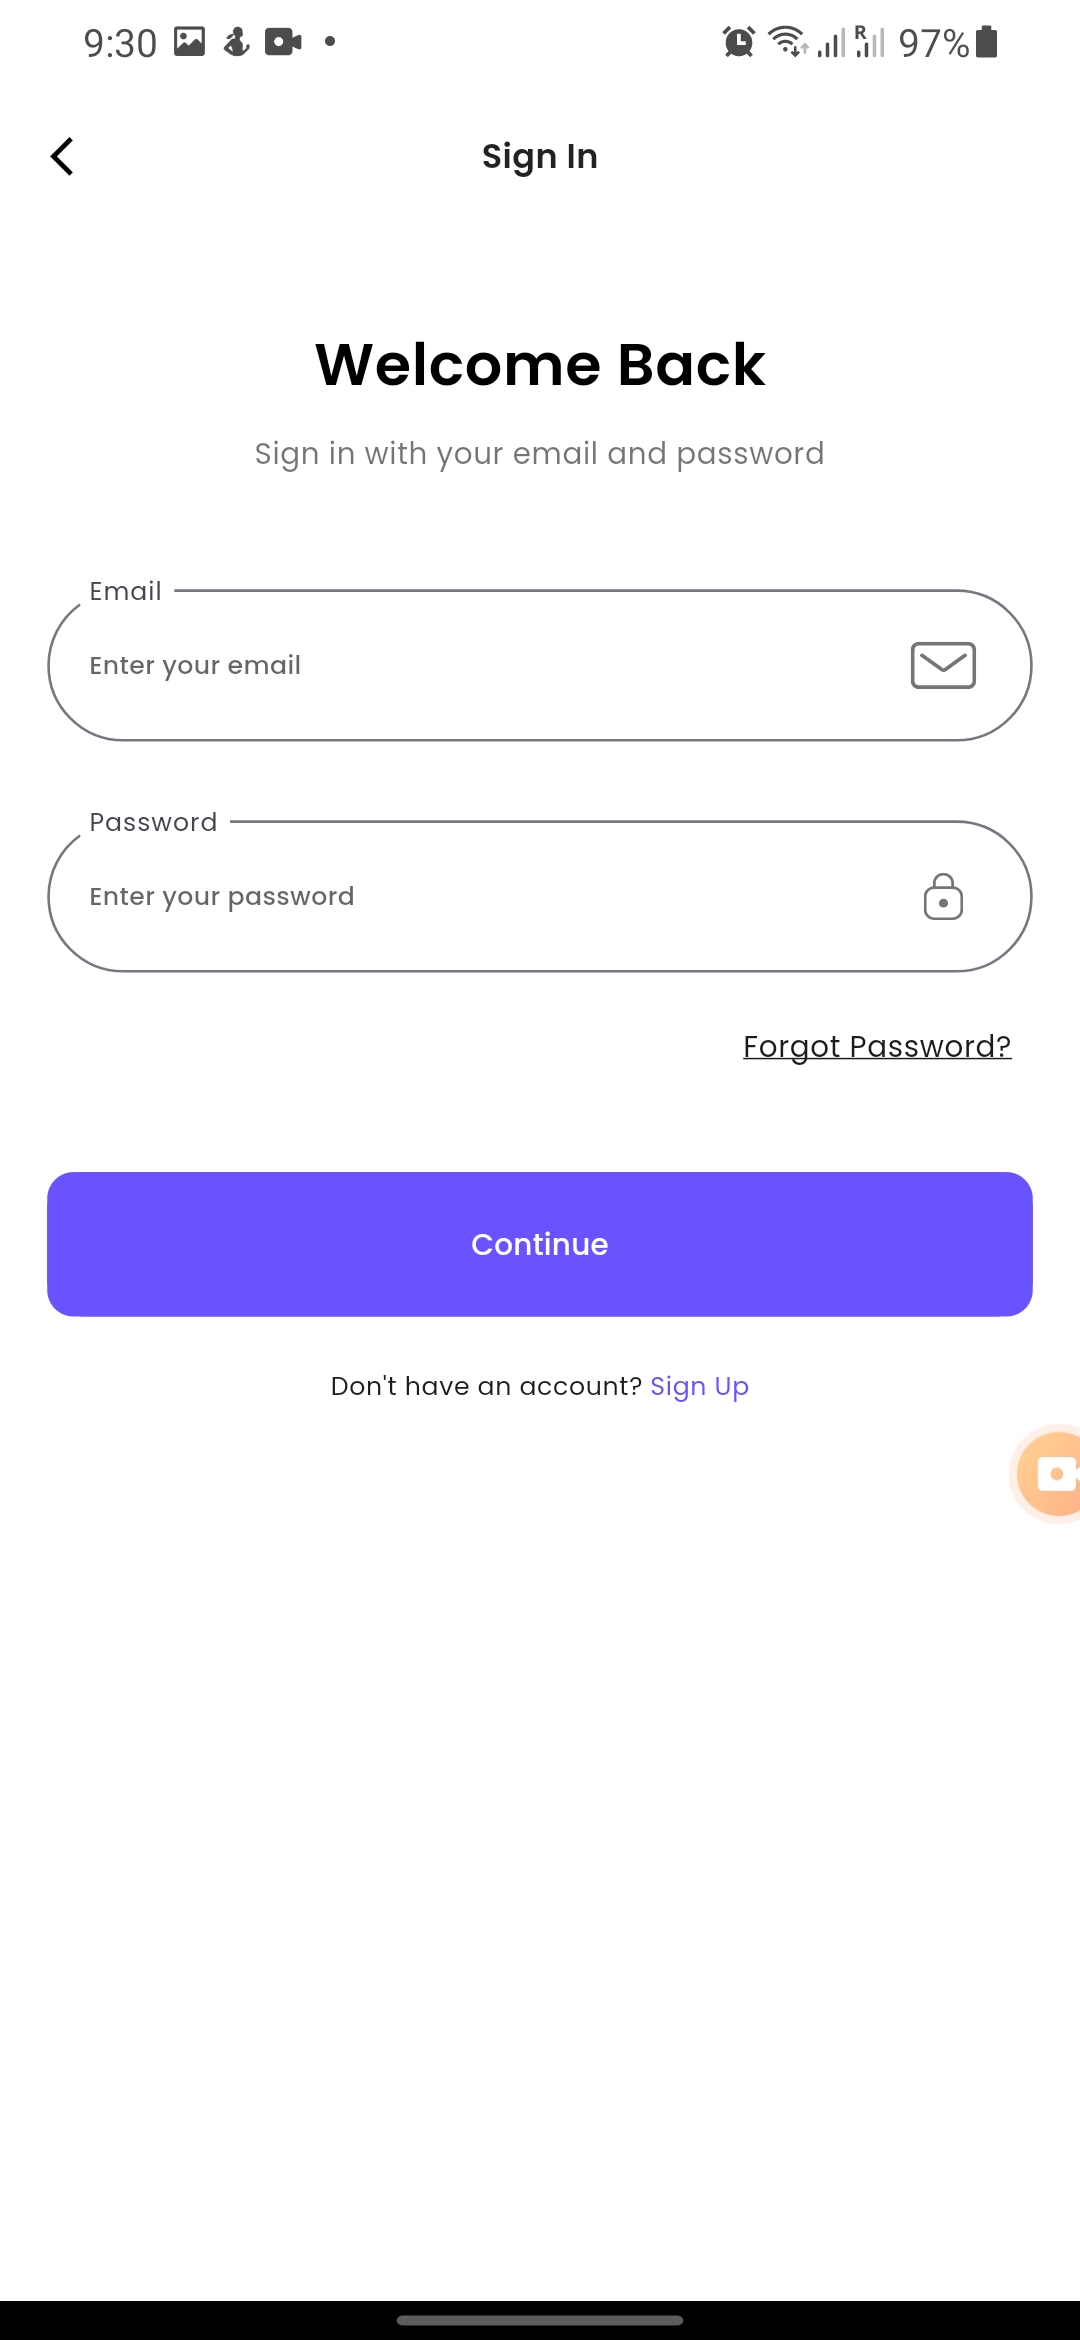 9:30 R 97%
Sign In
Welcome Back
Sign in with your email and password
Email
Enter your email
Password
Enter your password
Forgot Password?
Continue
Don't have an account? Sign Up